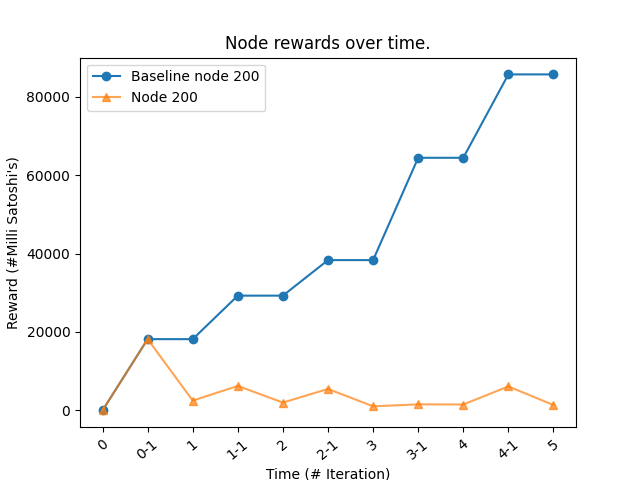 Node rewards over time.
Baseline node 200
Node 200
Reward (#Milli Satoshi's)
80000
60000
40000
20000
0
0 0-1 1 1-1 2 2-1 3 3-1 4 4-1 5
Time (# Iteration)